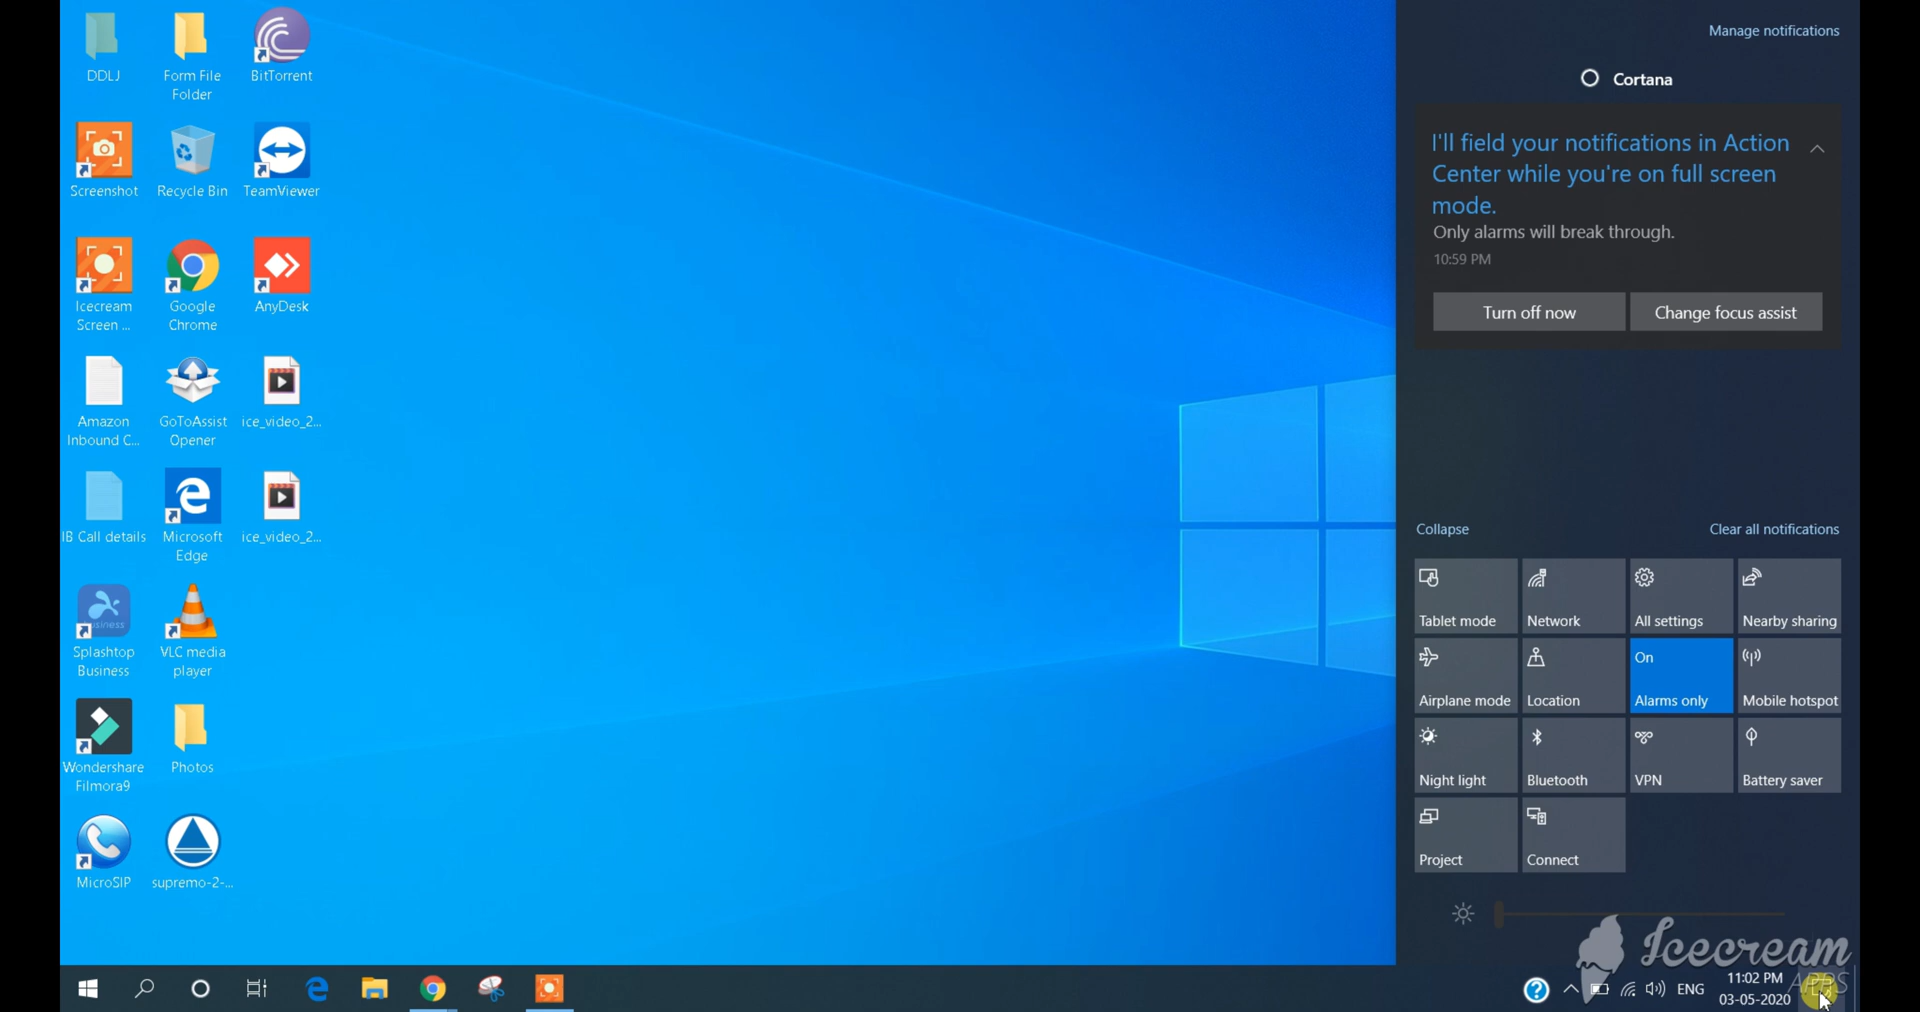 DDLJ
Form File
Folder
BitTorrent
Screenshot
Recycle Bin
TeamViewer
Icecream
Screen ...
Google
Chrome
AnyDesk
Amazon
Inbound C...
GoToAssist
Opener
ice_video_2...
IB Call details
Microsoft
Edge
ice_video_2...
Splashtop
Business
business
VLC media
player
Wondershare
Filmora9
Photos
MicroSIP
supremo-2-...
Manage notifications
Cortana
I'll field your notifications in Action
Center while you're on full screen
mode.
Only alarms will break through.
10:59 PM
Turn off now
Change focus assist
Collapse
Clear all notifications
Tablet mode
Network
All settings
Nearby sharing
Airplane mode
Location
On
Alarms only
Mobile hotspot
Night light
Bluetooth
VPN
Battery saver
Project
Connect
Icecream
APPS
ENG
11:02 PM
03-05-2020